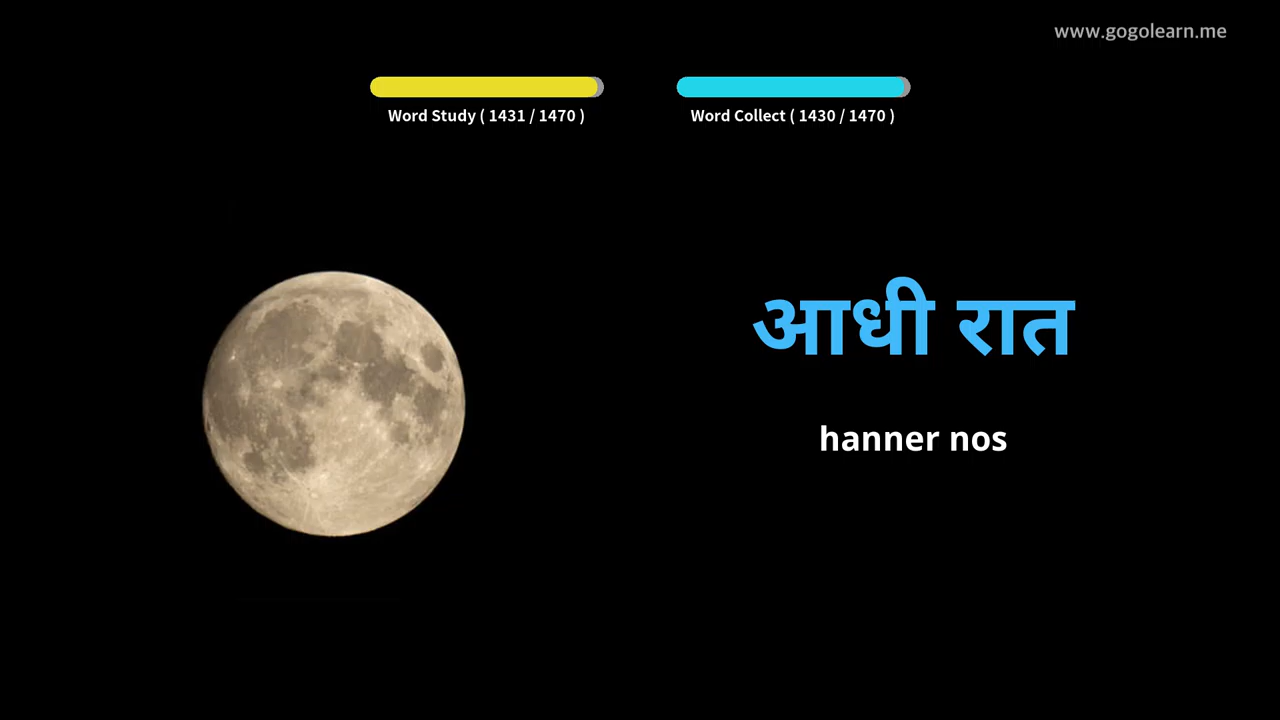 www.gogolearn.me
Word Study ( 1431 / 1470 )
Word Collect ( 1430 / 1470 )
आधी रात
hanner nos